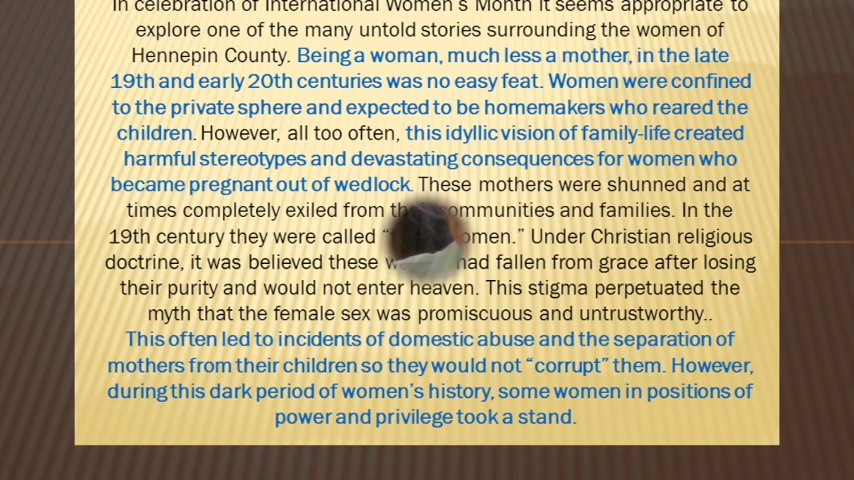 In celebration of International Women's Month it seems appropriate to
explore one of the many untold stories surrounding the women of
Hennepin County. Being a woman, much less a mother, in the late
19th and early 20th centuries was no easy feat. Women were confined
to the private sphere and expected to be homemakers who reared the
children. However, all too often, this idyllic vision of family-life created
harmful stereotypes and devastating consequences for women who
became pregnant out of wedlock. These mothers were shunned and at
times completely exiled from communities and families. In the
19th century they were called “ Under Christian religious
doctrine, it was believed these had fallen from grace after losing
their purity and would not enter heaven. This stigma perpetuated the
myth that the female sex was promiscuous and untrustworthy..
This often led to incidents of domestic abuse and the separation of
mothers from their children so they would not “corrupt” them. However,
during this dark period of women's history, some women in positions of
power and privilege took a stand.